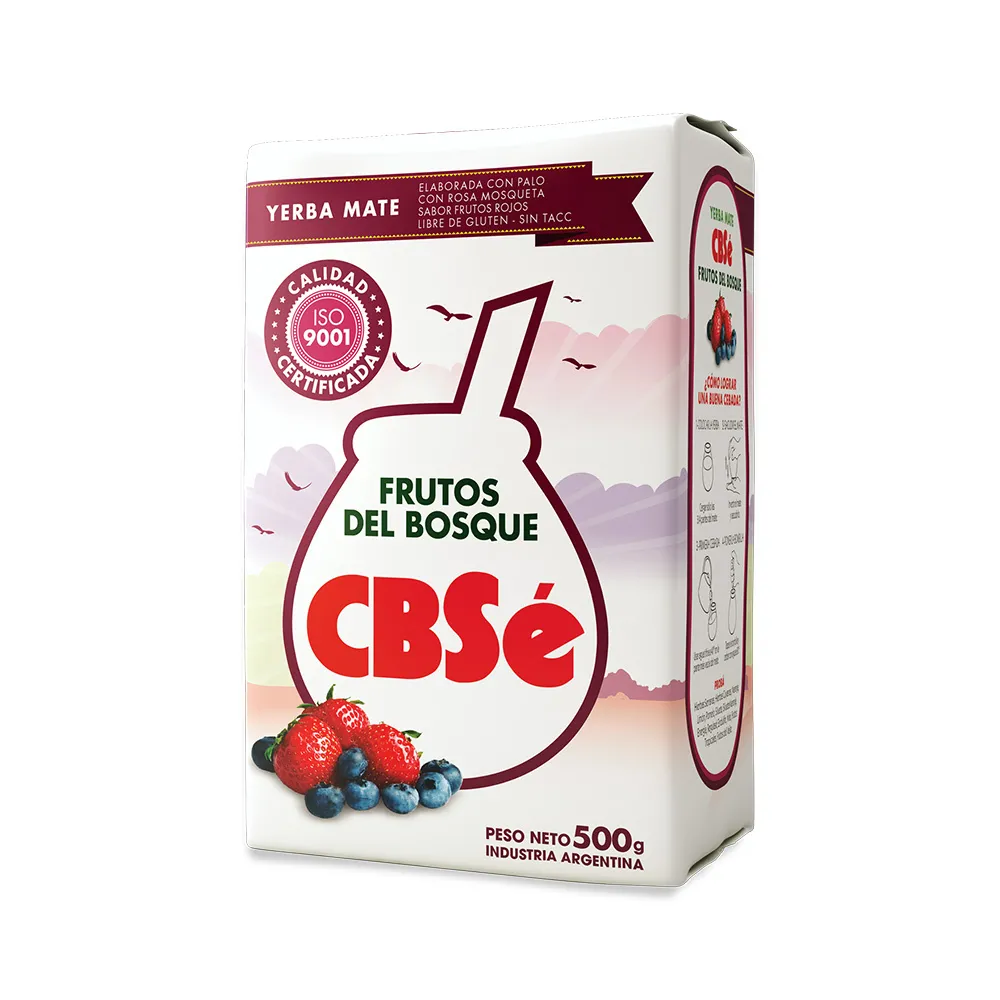 YERBA MATE
ELABORADA CON PALO
CON ROSA MOSQUETA
SABOR FRUTOS ROJOS
LIBRE DE GLUTEN - SIN TACC
CALIDAD
ISO
9001
CERTIFICADA
FRUTOS
DEL BOSQUE
CBSé
PESO NETO 500g
INDUSTRIA ARGENTINA
YERBA MATE
CBSé
FRUTOS DEL BOSQUE
¿CÓMO LOGRAR
UNA BUENA CEBADA?
PROBÁ